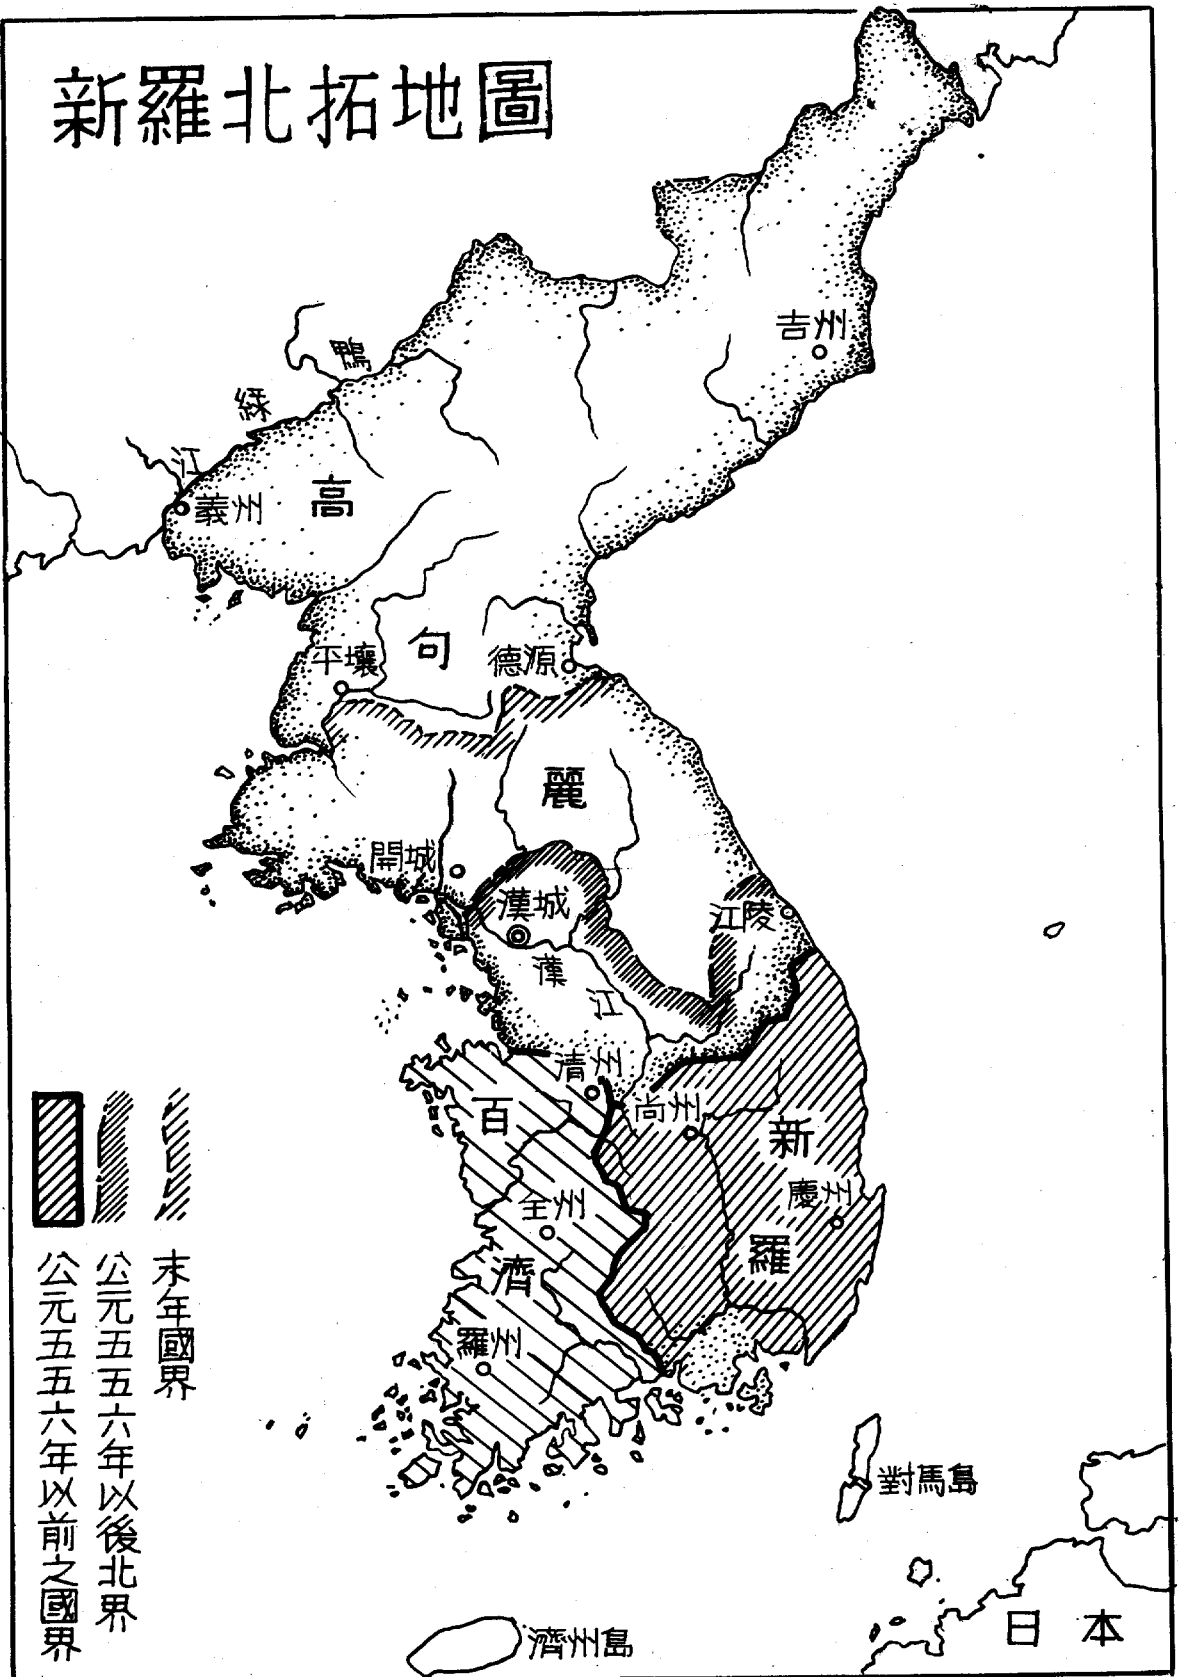 新羅北拓地圖
吉州
鴨
綠
江
義州
高
句
平壤
德源
麗
開城
漢城
江陵
漢
江
清州
尚州
百
新
慶州
全州
羅
濟
羅州
末年國界
公元五五六年以後北界
公元五五六年以前之國界
對馬島
日本
濟州島